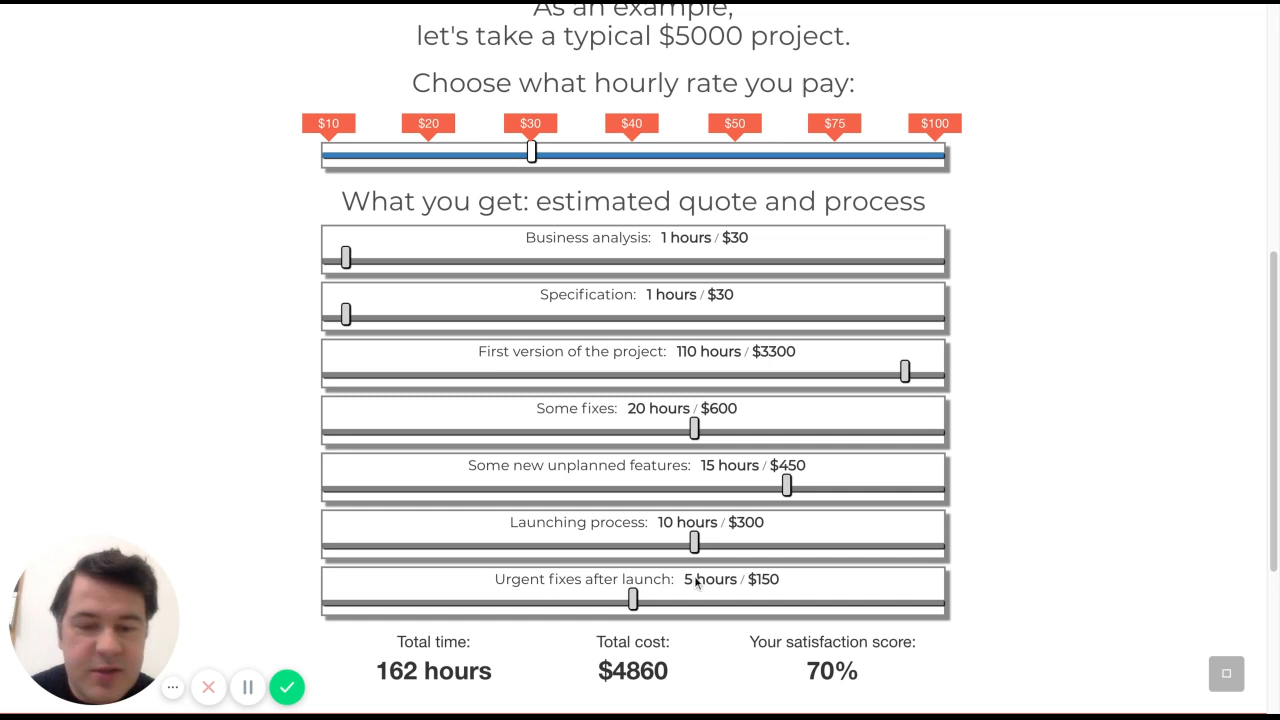 As an example,
let's take a typical $5000 project.
Choose what hourly rate you pay:
$10 $20 $30 $40 $50 $75 $100
What you get: estimated quote and process
Business analysis: 1 hours / $30
Specification: 1 hours / $30
First version of the project: 110 hours / $3300
Some fixes: 20 hours / $600
Some new unplanned features: 15 hours / $450
Launching process: 10 hours / $300
Urgent fixes after launch: 5 hours / $150
Total time: Total cost: Your satisfaction score:
162 hours $4860 70%